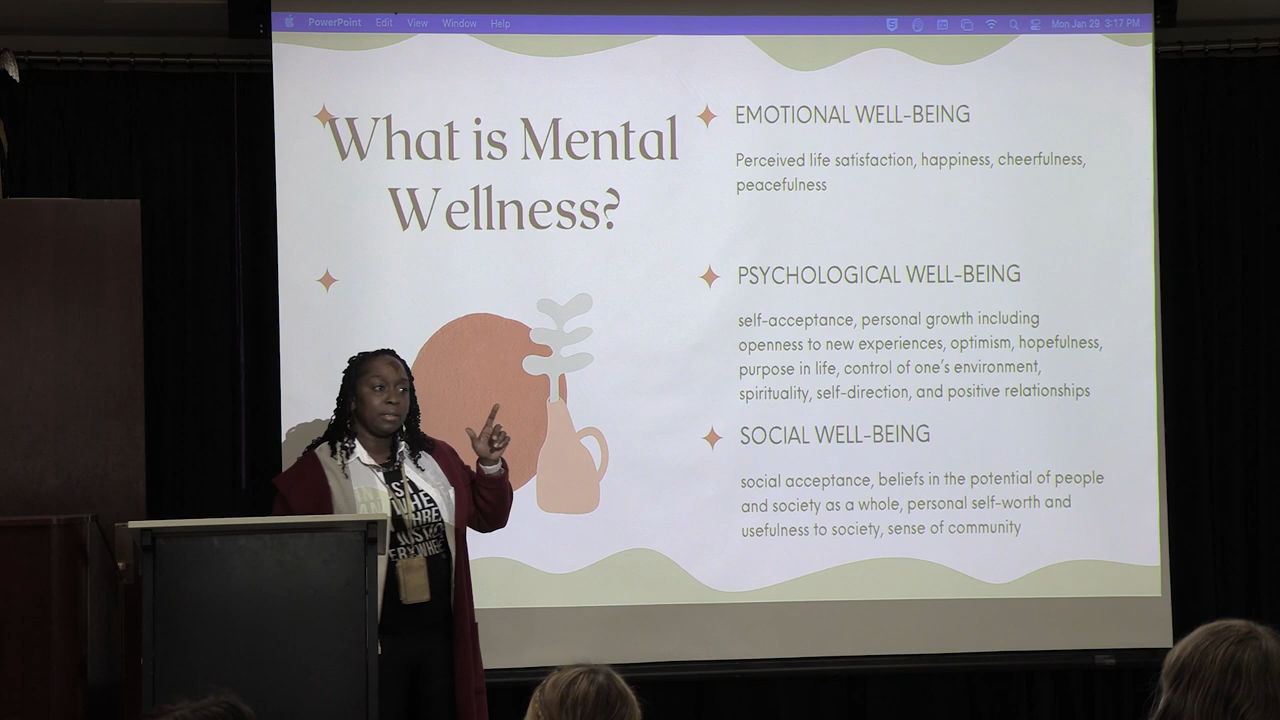 PowerPoint Edit View Window Help
Mon Jan 29 3:17 PM
What is Mental
Wellness?
EMOTIONAL WELL-BEING
Perceived life satisfaction, happiness, cheerfulness,
peacefulness
PSYCHOLOGICAL WELL-BEING
self-acceptance, personal growth including
openness to new experiences, optimism, hopefulness,
purpose in life, control of one's environment,
spirituality, self-direction, and positive relationships
SOCIAL WELL-BEING
social acceptance, beliefs in the potential of people
and society as a whole, personal self-worth and
usefulness to society, sense of community